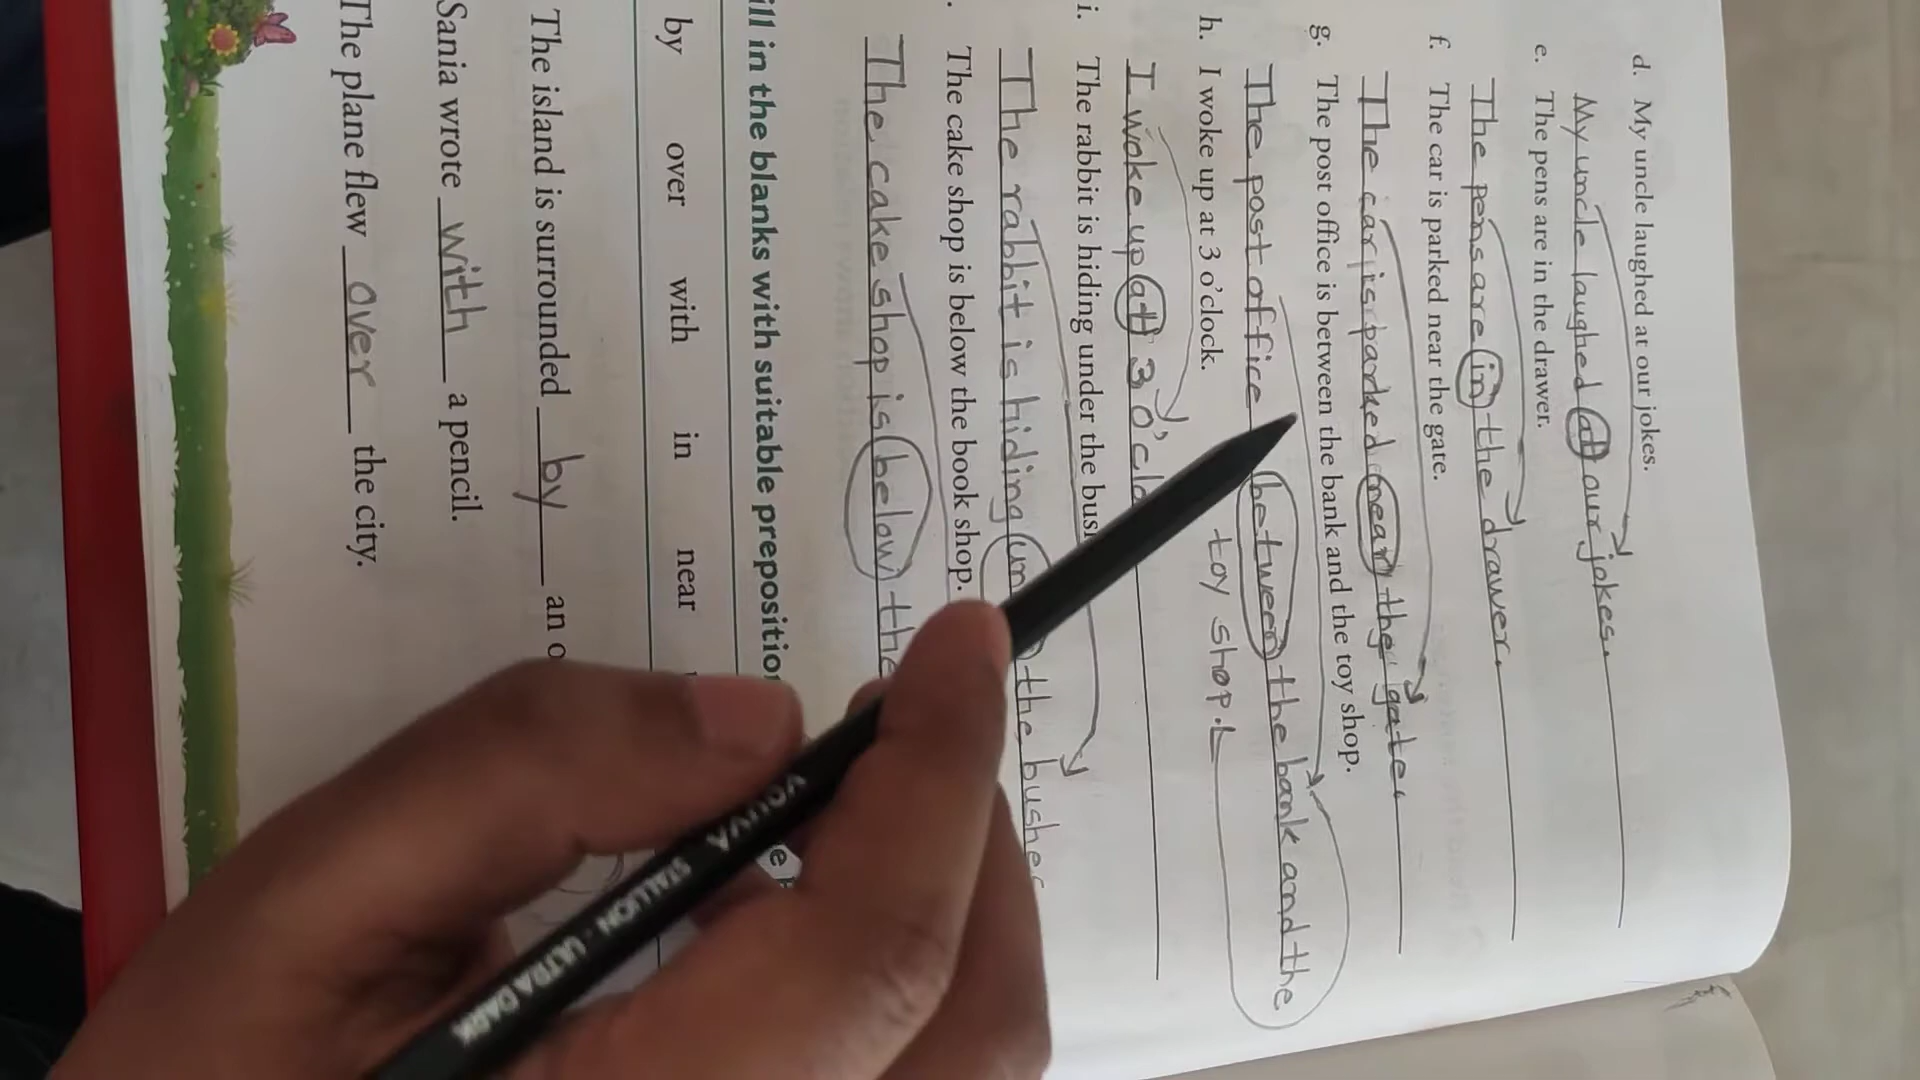 d. My uncle laughed at our jokes.
My uncle laughed at our jokes.
e. The pens are in the drawer.
The pens are in the drawer.
f. The car is parked near the gate.
The car is parked near the gate.
g. The post office is between the bank and the toy shop.
The post office between the bank and the
toy shop.
h. I woke up at 3 o'clock.
I woke up at 3 o'clo
i. The rabbit is hiding under the bus
The rabbit is hiding un the bushes
. The cake shop is below the book shop.
The cake shop is below the
ill in the blanks with suitable preposition
by over with in near
The island is surrounded by an o
Sania wrote with a pencil.
The plane flew over the city.
STALLION - ULTRA DARK